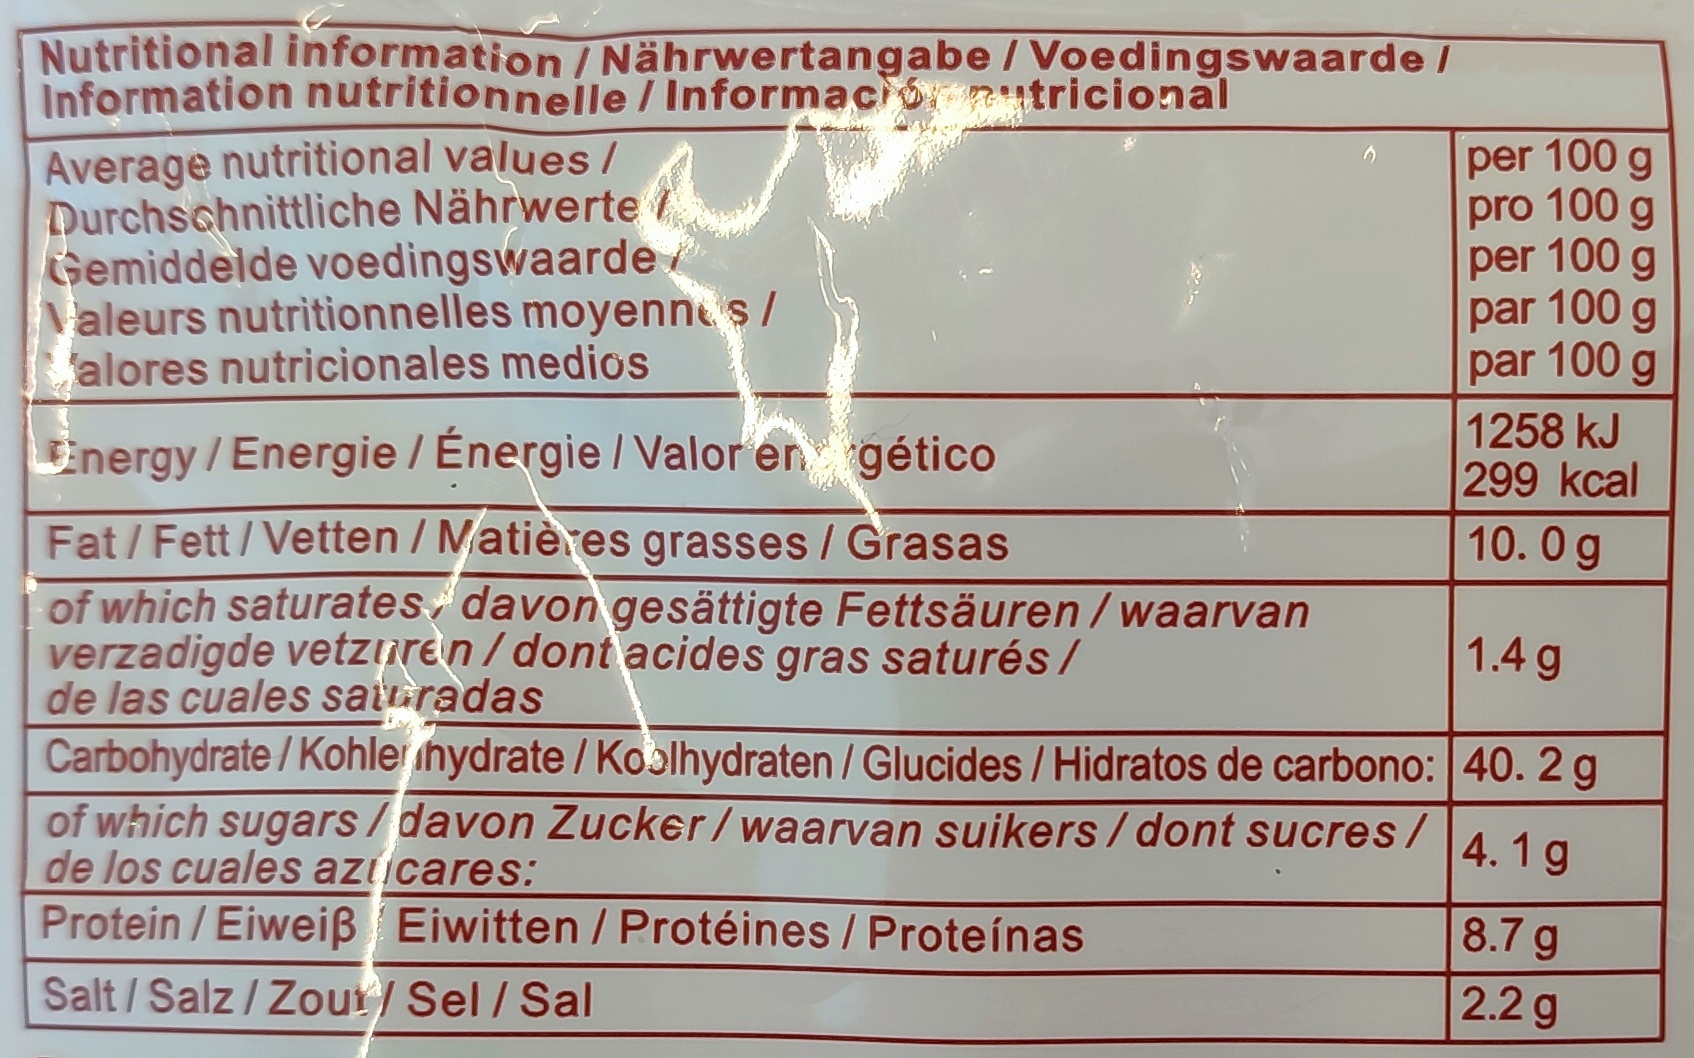 Nutritional information / Nährwertangabe / Voedingswaarde /
Information nutritionnelle / Información nutricional
Average nutritional values / per 100 g
Durchschnittliche Nährwerte / pro 100 g
Gemiddelde voedingswaarde / per 100 g
Valeurs nutritionnelles moyennes / par 100 g
Valores nutricionales medios par 100 g
Energy / Energie / Énergie / Valor energético 1258 kJ
299 kcal
Fat / Fett / Vetten / Matières grasses / Grasas 10. 0 g
of which saturates / davon gesättigte Fettsäuren / waarvan
verzadigde vetzuren / dont acides gras saturés / 1.4 g
de las cuales saturadas
Carbohydrate / Kohlenhydrate / Koolhydraten / Glucides / Hidratos de carbono: 40. 2 g
of which sugars / davon Zucker / waarvan suikers / dont sucres / 4. 1 g
de los cuales azúcares:
Protein / Eiweiß / Eiwitten / Protéines / Proteínas 8.7 g
Salt / Salz / Zout / Sel / Sal 2.2 g